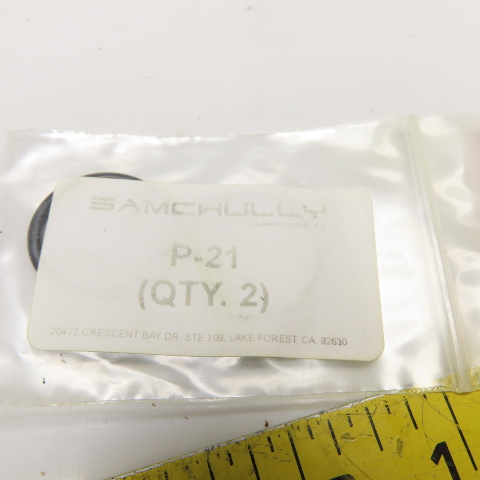 SAMCHULLY
P-21
(QTY. 2)
20472 CRESCENT BAY DR. STE 108, LAKE FOREST CA, 92630
1